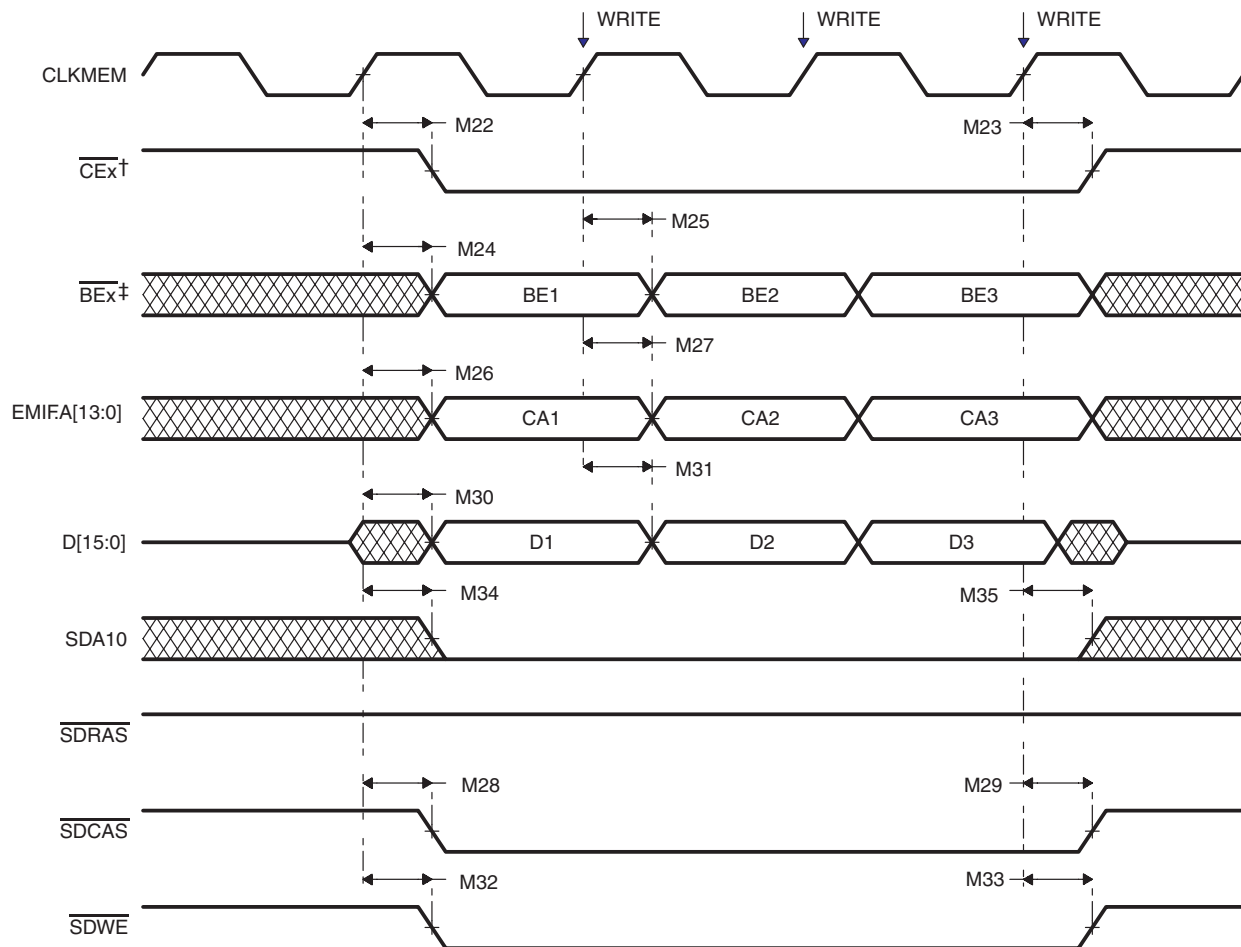 WRITE WRITE WRITE
CLKMEM
M22 M23
CEx†
M25
M24
BEx‡ BE1 BE2 BE3
M27
M26
EMIF.A[13:0] CA1 CA2 CA3
M31
M30
D[15:0] D1 D2 D3
M34 M35
SDA10
SDRAS
M28 M29
SDCAS
M32 M33
SDWE